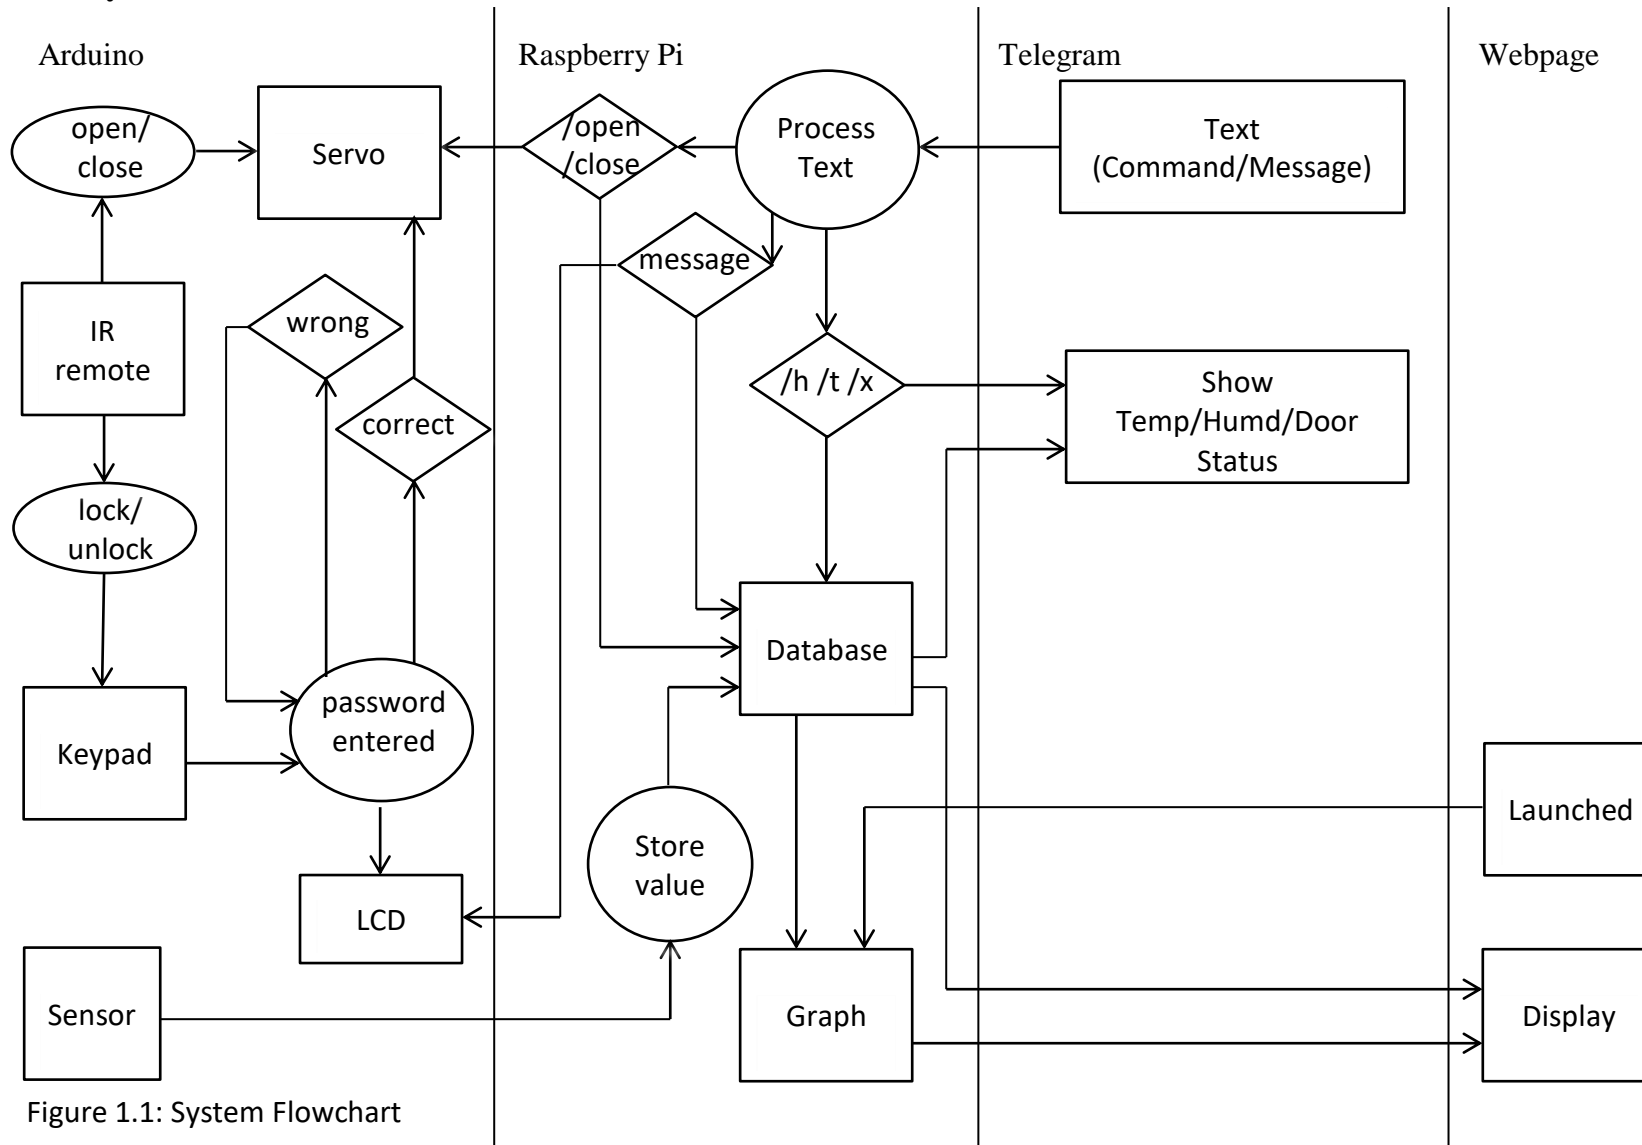 Arduino
Raspberry Pi
Telegram
Webpage
open/
close
Servo
/open
/close
Process
Text
Text
(Command/Message)
message
IR
remote
wrong
correct
/h /t /x
Show
Temp/Humd/Door
Status
lock/
unlock
Database
password
entered
Keypad
Launched
Store
value
LCD
Sensor
Graph
Display
Figure 1.1: System Flowchart